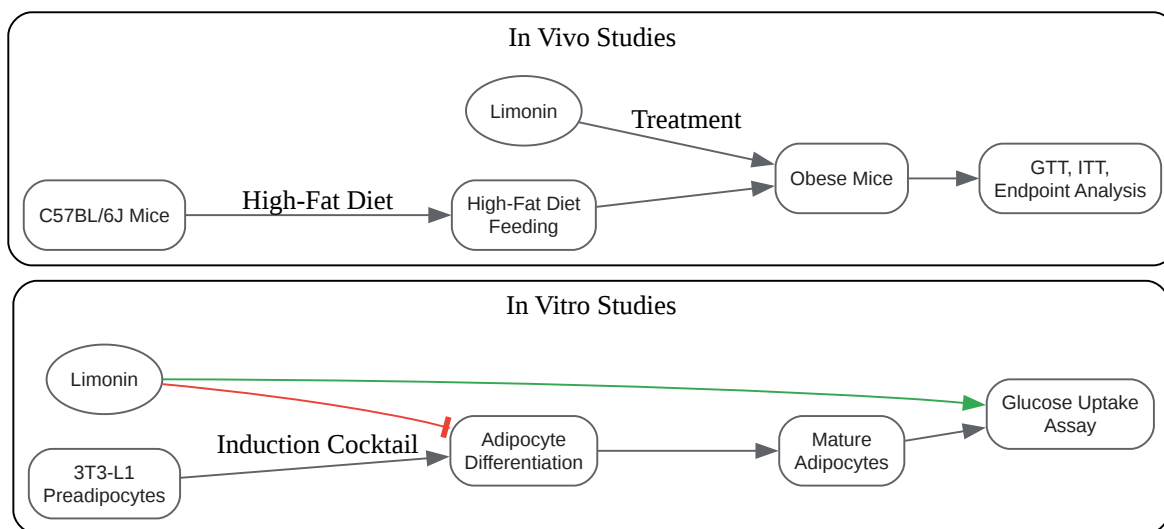 In Vivo Studies
Limonin
Treatment
C57BL/6J Mice
High-Fat Diet
High-Fat Diet
Feeding
Obese Mice
GTT, ITT,
Endpoint Analysis
In Vitro Studies
Limonin
3T3-L1
Preadipocytes
Induction Cocktail
Adipocyte
Differentiation
Mature
Adipocytes
Glucose Uptake
Assay